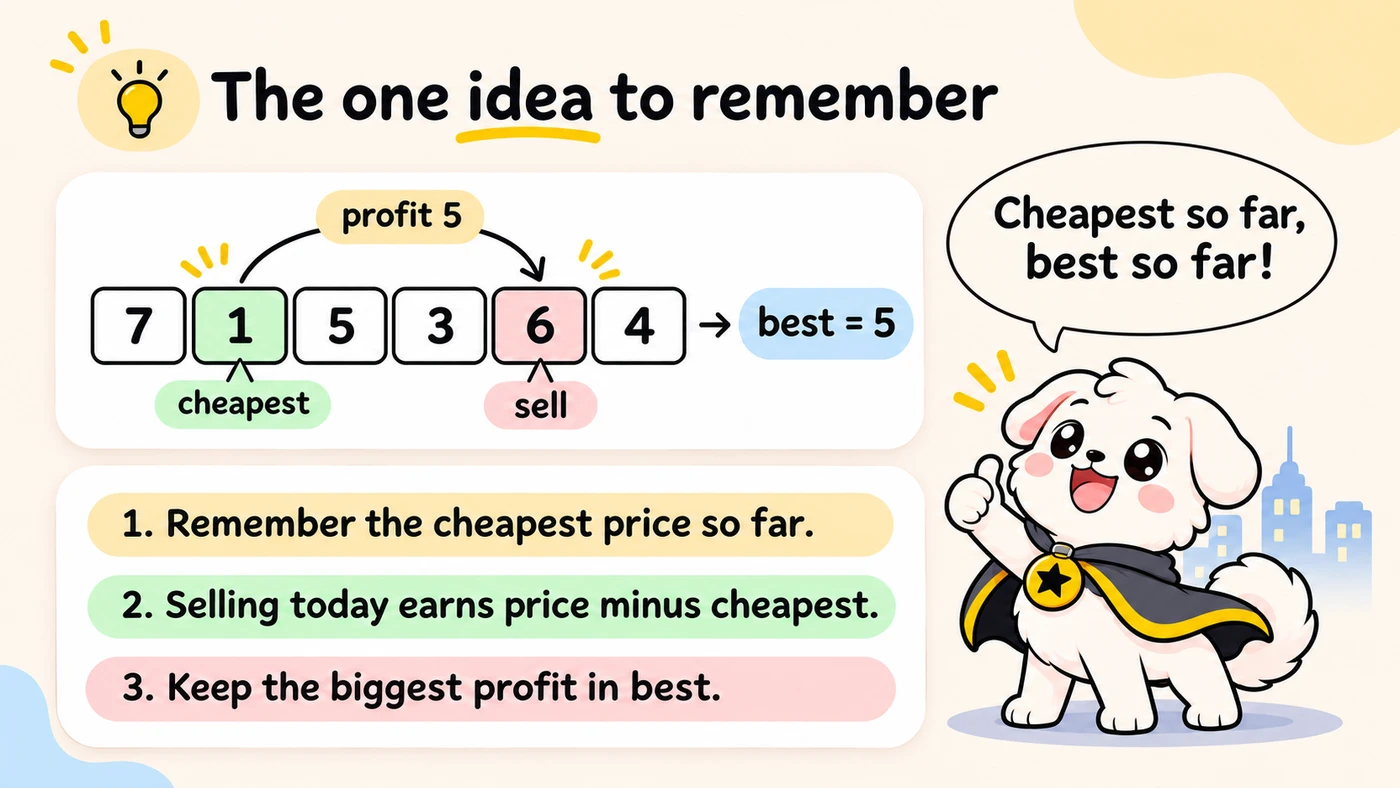 The one idea to remember
profit 5
7 1 5 3 6 4 → best = 5
cheapest
sell
Cheapest so far,
best so far!
1. Remember the cheapest price so far.
2. Selling today earns price minus cheapest.
3. Keep the biggest profit in best.